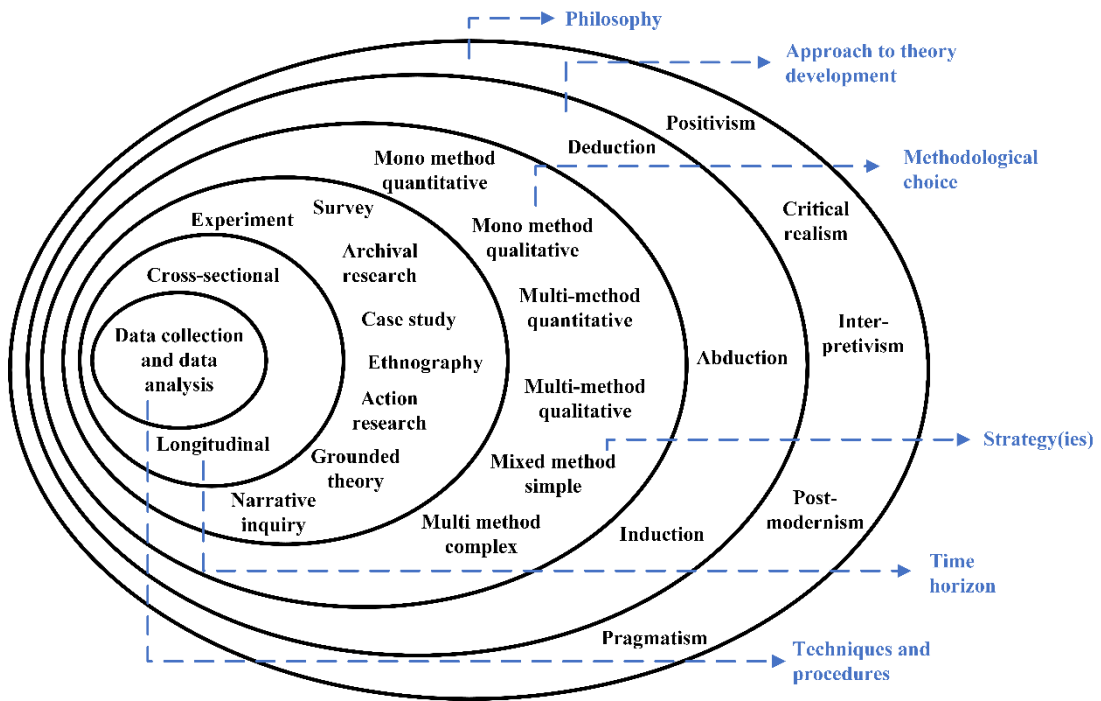 Philosophy
Approach to theory
development
Positivism
Deduction
Mono method
quantitative
Methodological
choice
Survey
Experiment
Mono method
qualitative
Critical
realism
Archival
research
Cross-sectional
Multi-method
quantitative
Case study
Inter-
pretivism
Data collection
and data
analysis
Ethnography
Abduction
Multi-method
qualitative
Action
research
Longitudinal
Strategy(ies)
Grounded
theory
Mixed method
simple
Narrative
inquiry
Post-
modernism
Multi method
complex
Induction
Time
horizon
Pragmatism
Techniques and
procedures